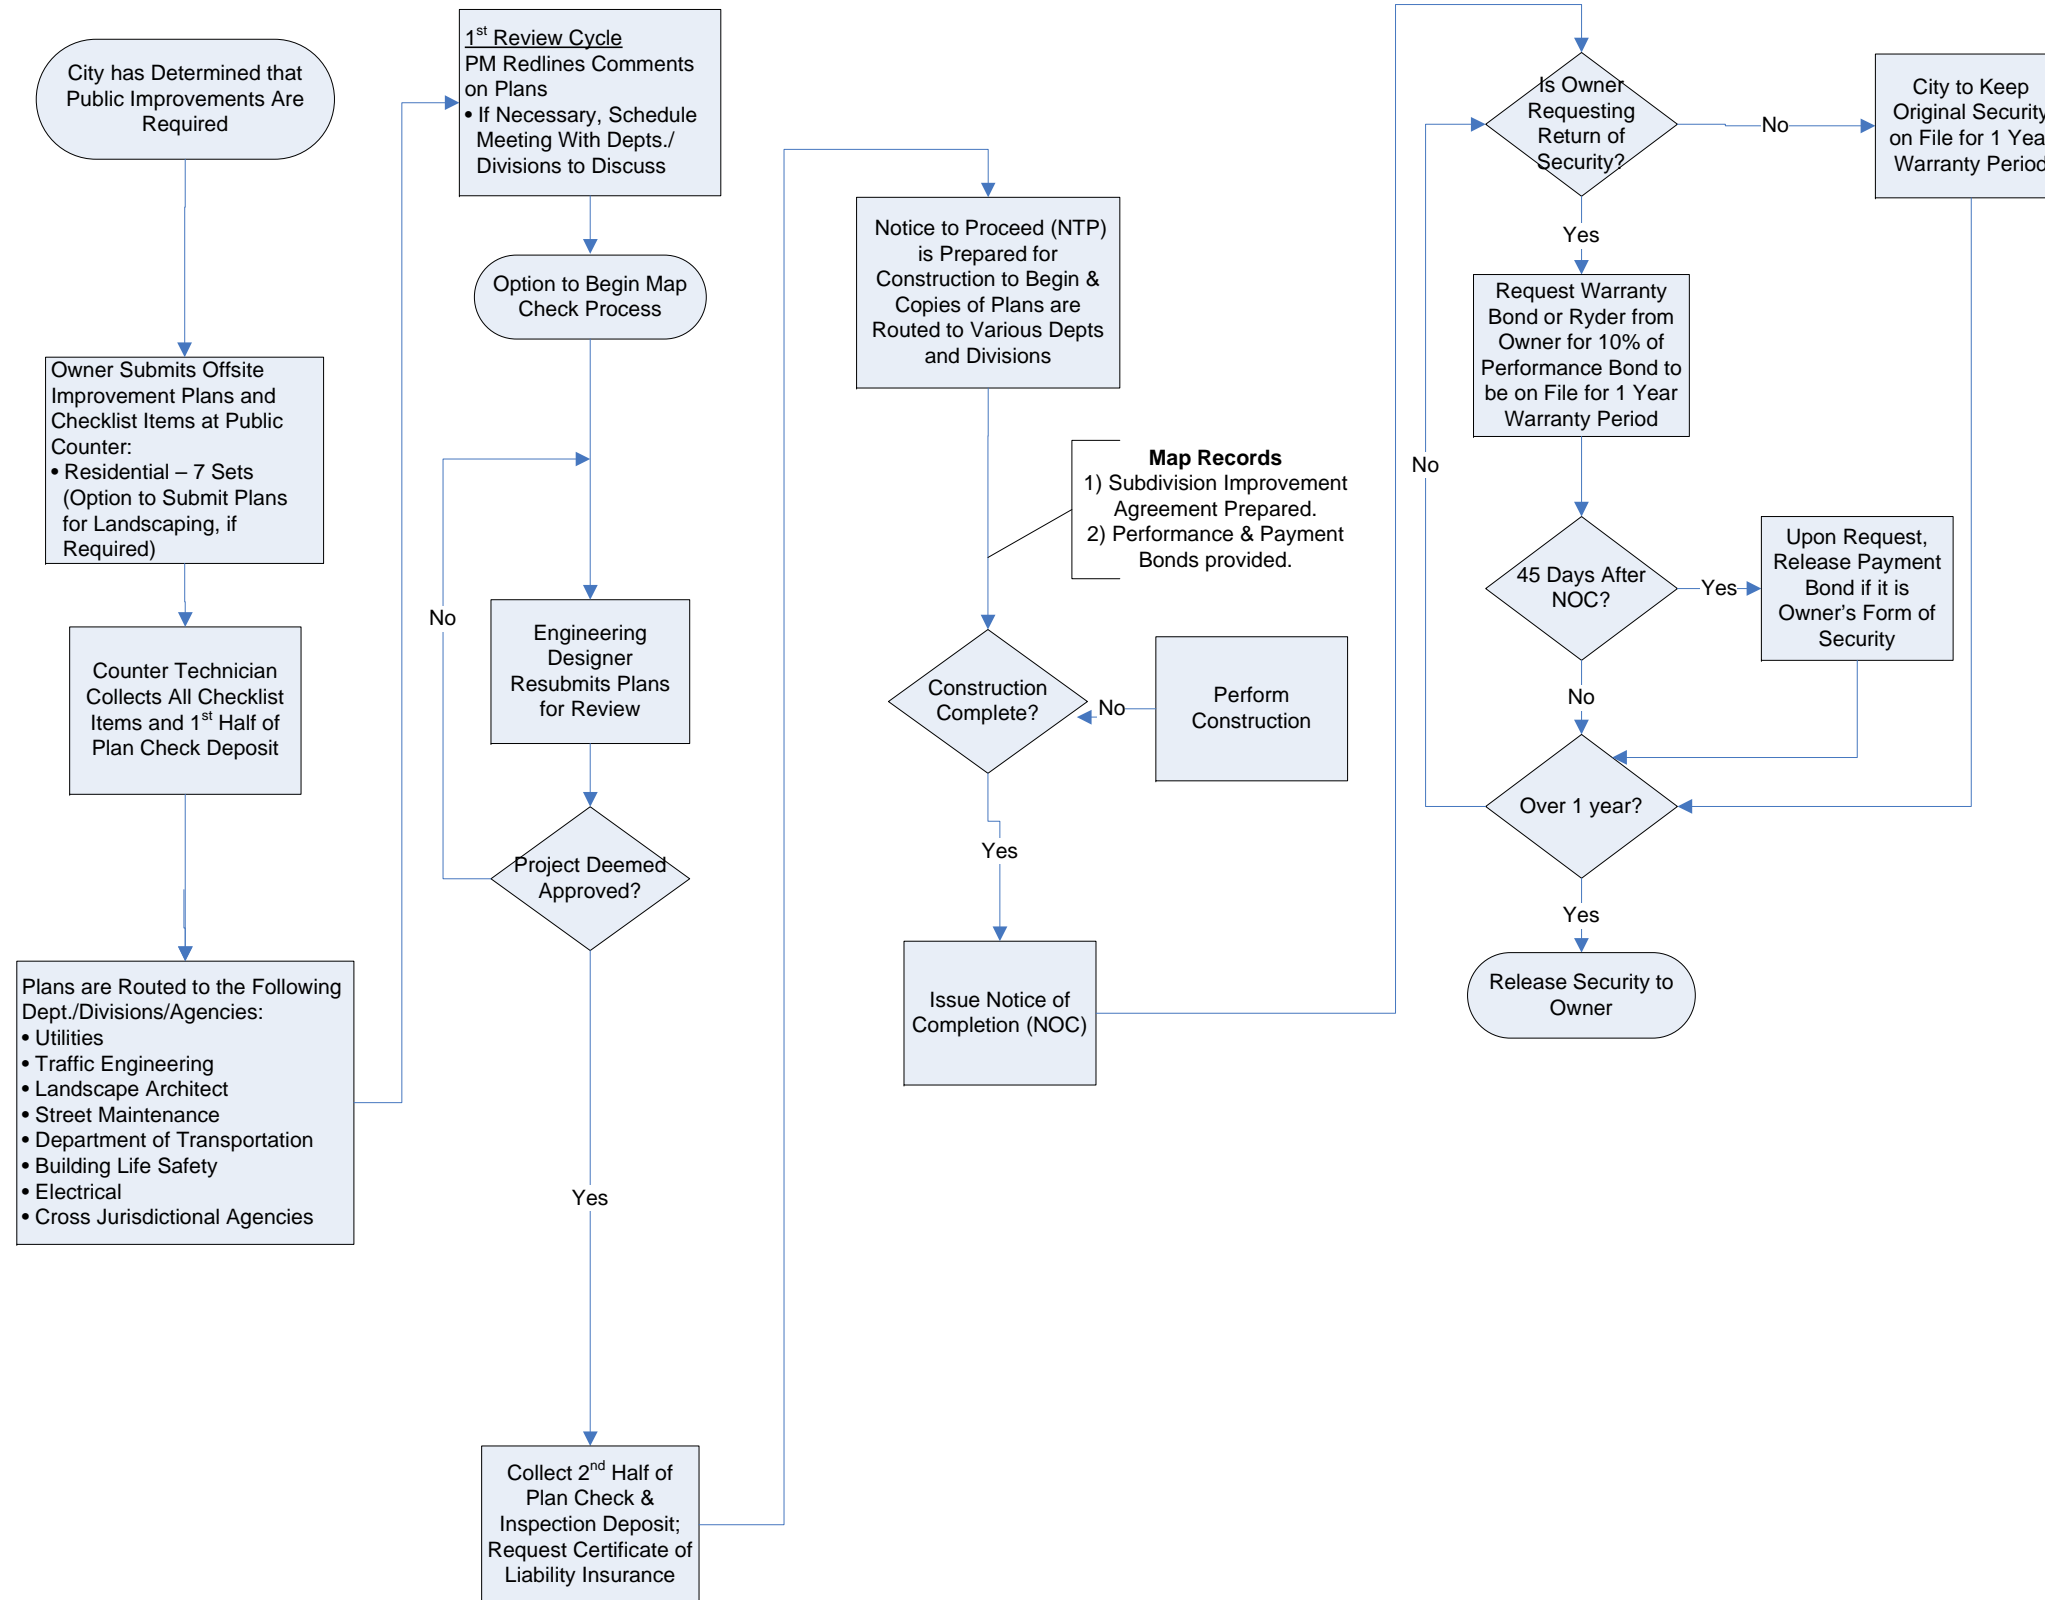 City has Determined that
Public Improvements Are
Required
Owner Submits Offsite
Improvement Plans and
Checklist Items at Public
Counter:
• Residential – 7 Sets
(Option to Submit Plans
for Landscaping, if
Required)
Counter Technician
Collects All Checklist
Items and 1st Half of
Plan Check Deposit
Plans are Routed to the Following
Dept./Divisions/Agencies:
• Utilities
• Traffic Engineering
• Landscape Architect
• Street Maintenance
• Department of Transportation
• Building Life Safety
• Electrical
• Cross Jurisdictional Agencies
1st Review Cycle
PM Redlines Comments
on Plans
• If Necessary, Schedule
Meeting With Depts./
Divisions to Discuss
Option to Begin Map
Check Process
No
Engineering
Designer
Resubmits Plans
for Review
Project Deemed
Approved?
Yes
Collect 2nd Half of
Plan Check &
Inspection Deposit;
Request Certificate of
Liability Insurance
Notice to Proceed (NTP)
is Prepared for
Construction to Begin &
Copies of Plans are
Routed to Various Depts
and Divisions
Map Records
1) Subdivision Improvement
Agreement Prepared.
2) Performance & Payment
Bonds provided.
Construction
Complete?
No
Perform
Construction
Yes
Issue Notice of
Completion (NOC)
Is Owner
Requesting
Return of
Security?
No
City to Keep
Original Security
on File for 1 Year
Warranty Period
Yes
Request Warranty
Bond or Ryder from
Owner for 10% of
Performance Bond to
be on File for 1 Year
Warranty Period
No
45 Days After
NOC?
Yes
Upon Request,
Release Payment
Bond if it is
Owner's Form of
Security
No
Over 1 year?
Yes
Release Security to
Owner